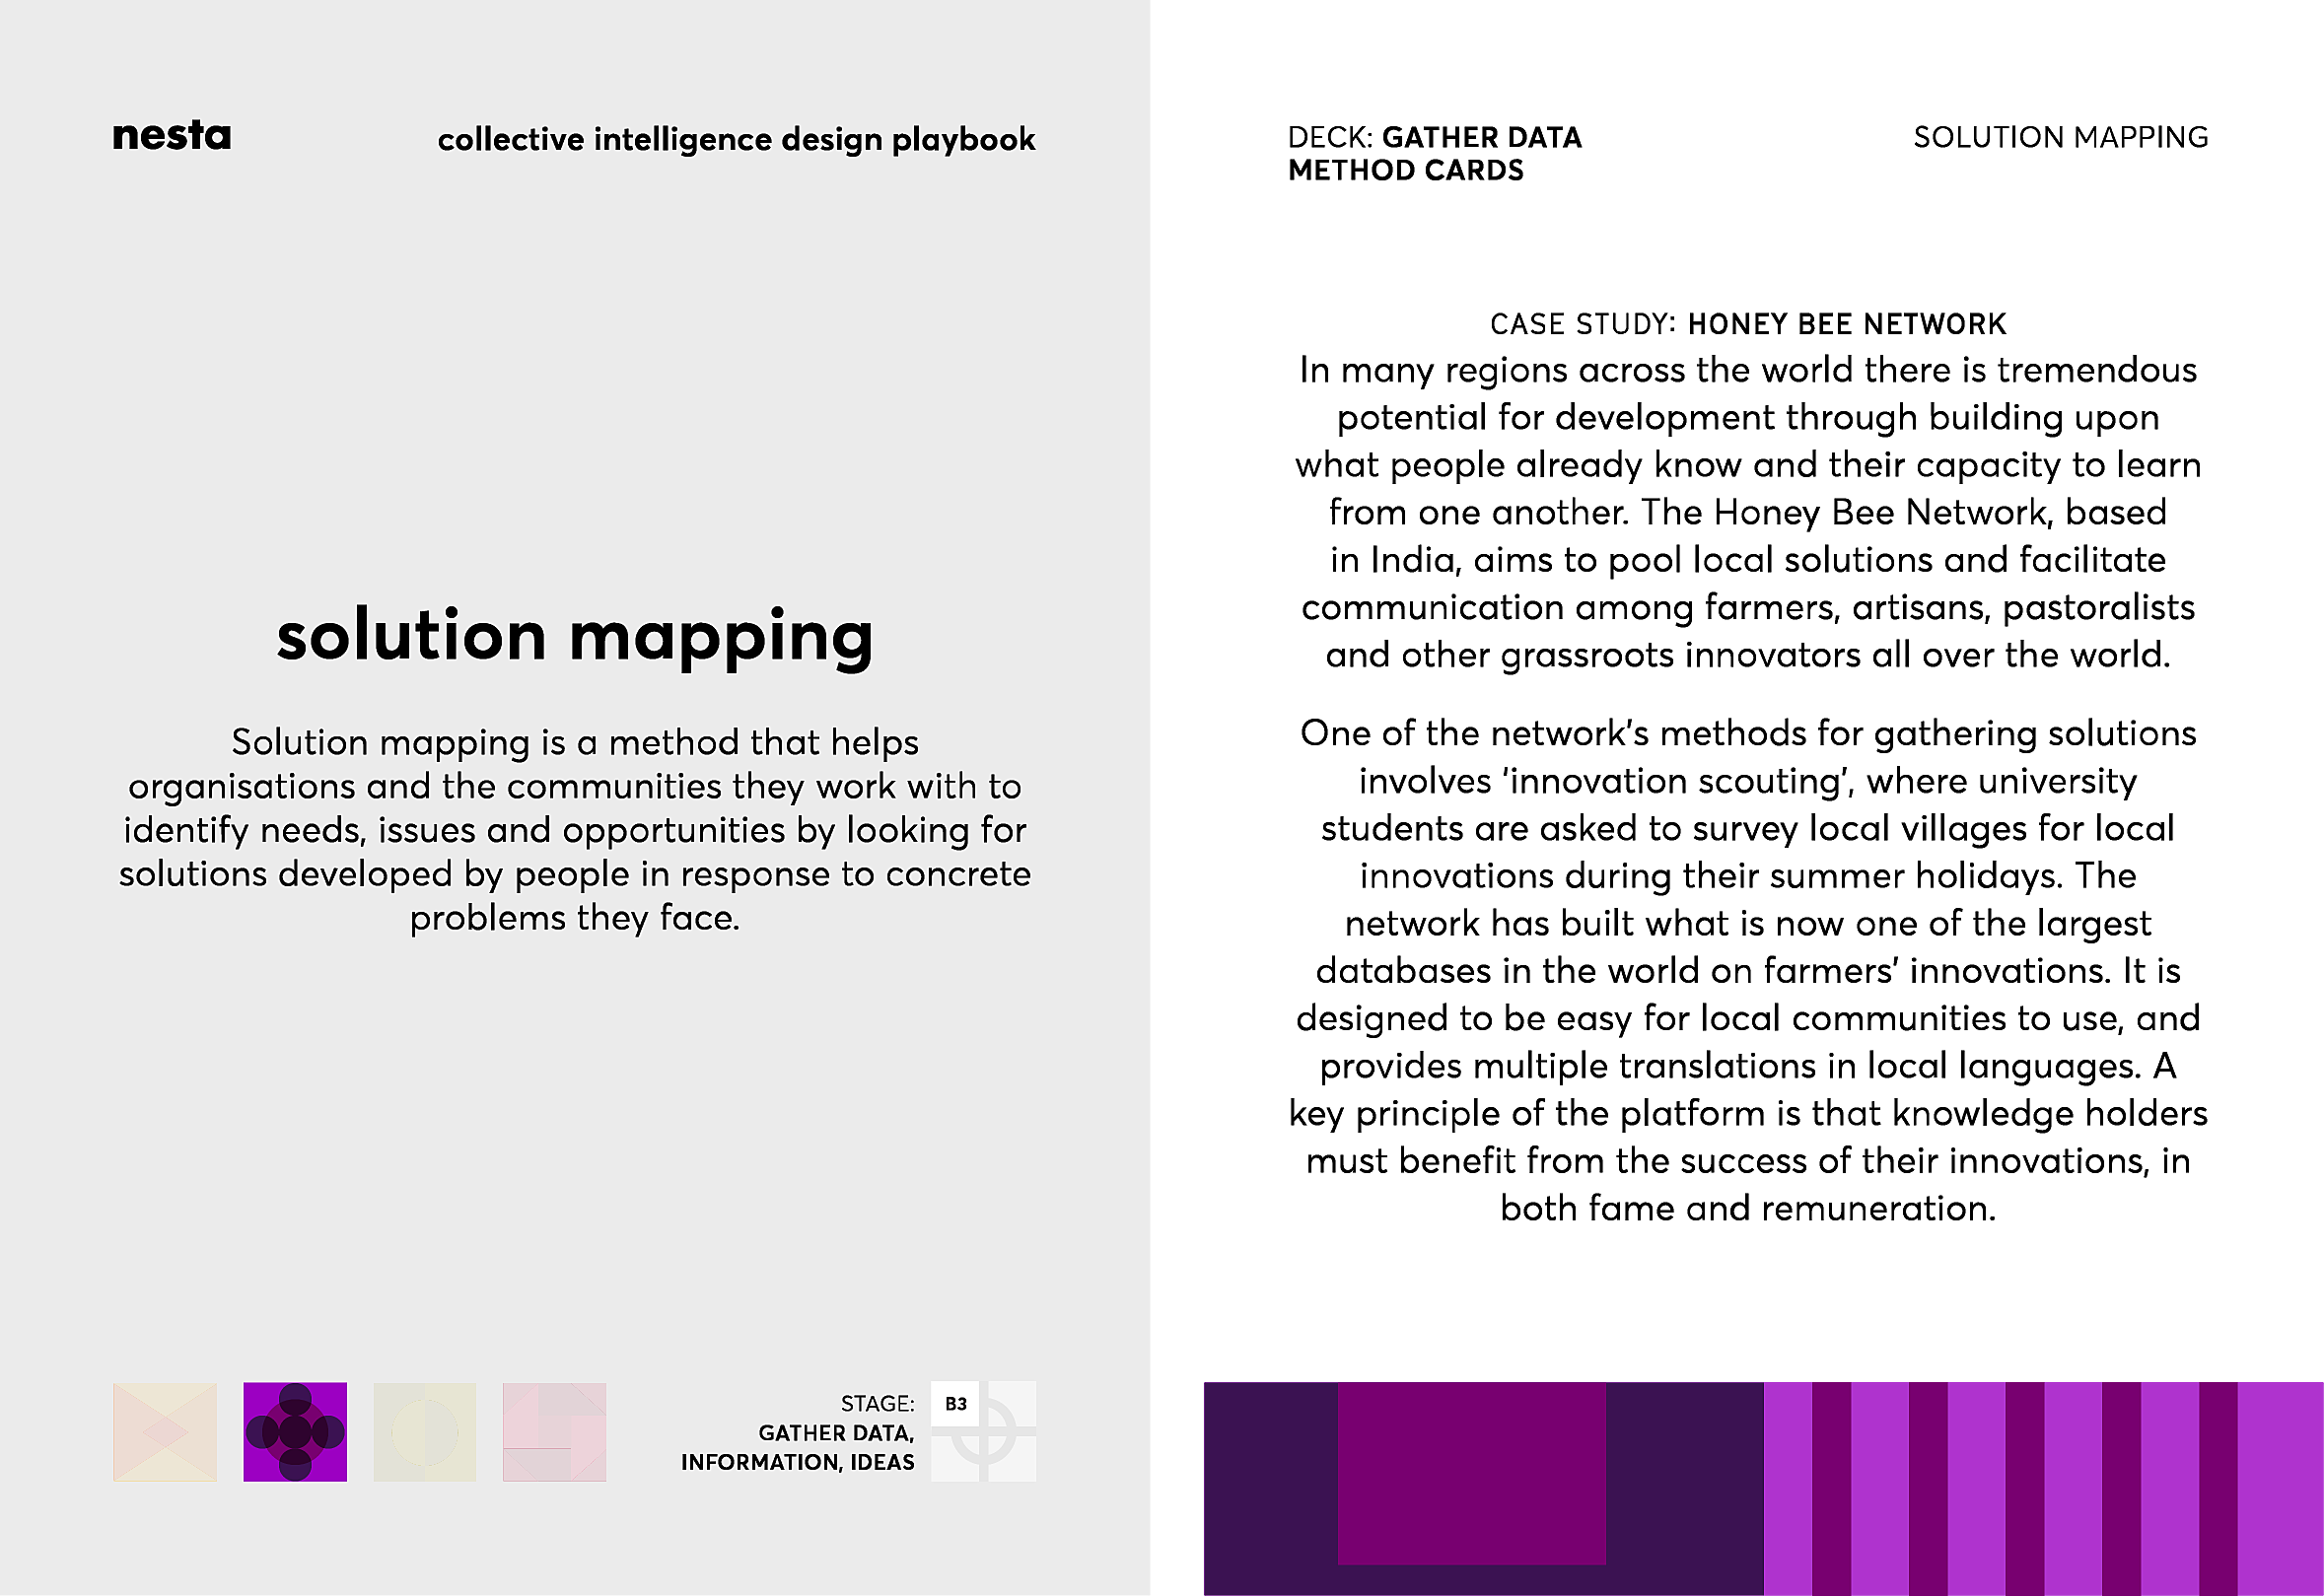 nesta
collective intelligence design playbook
solution mapping
Solution mapping is a method that helps
organisations and the communities they work with to
identify needs, issues and opportunities by looking for
solutions developed by people in response to concrete
problems they face.
STAGE:
GATHER DATA,
INFORMATION, IDEAS
B3
DECK: GATHER DATA
METHOD CARDS
SOLUTION MAPPING
CASE STUDY: HONEY BEE NETWORK
In many regions across the world there is tremendous
potential for development through building upon
what people already know and their capacity to learn
from one another. The Honey Bee Network, based
in India, aims to pool local solutions and facilitate
communication among farmers, artisans, pastoralists
and other grassroots innovators all over the world.
One of the network’s methods for gathering solutions
involves ‘innovation scouting’, where university
students are asked to survey local villages for local
innovations during their summer holidays. The
network has built what is now one of the largest
databases in the world on farmers’ innovations. It is
designed to be easy for local communities to use, and
provides multiple translations in local languages. A
key principle of the platform is that knowledge holders
must benefit from the success of their innovations, in
both fame and remuneration.